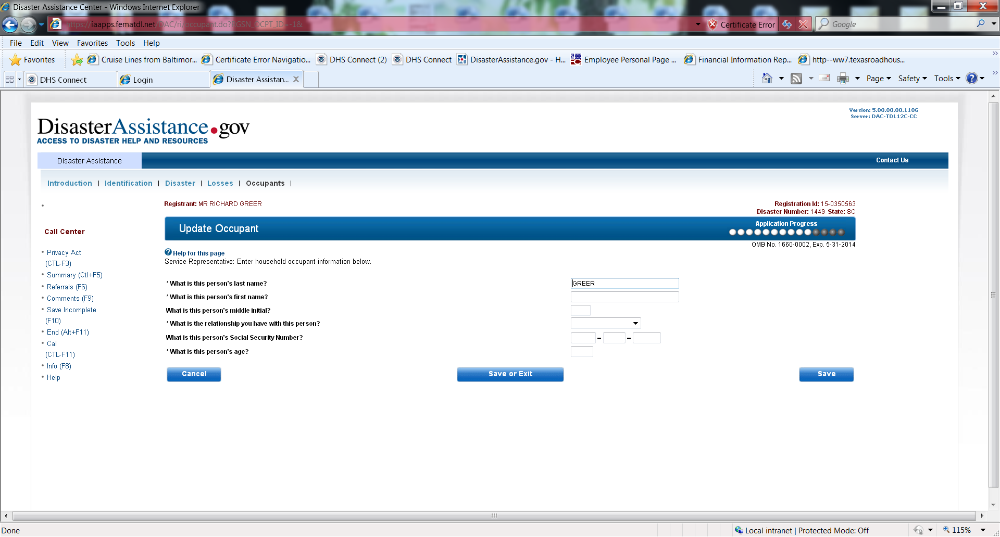 Disaster Assistance Center - Windows Internet Explorer
https://iaapps.fematdl.net/DAC/ri/occupant.do?RGSN_OCPT_ID=-1&
Certificate Error
Google
File Edit View Favorites Tools Help
Favorites Cruise Lines from Baltimor... Certificate Error Navigatio... DHS Connect (2) DHS Connect DisasterAssistance.gov - H... Employee Personal Page ... Financial Information Rep... http--ww7.texasroadhous...
DHS Connect Login Disaster Assistan... Page Safety Tools
Version: 5.00.00.00.1106
Server: DAC-TDL12C-CC
DisasterAssistance.gov
ACCESS TO DISASTER HELP AND RESOURCES
Disaster Assistance Contact Us
Introduction | Identification | Disaster | Losses | Occupants |
Registrant: MR RICHARD GREER
Registration Id: 15-0350563
Disaster Number: 1449 State: SC
Call Center
• Privacy Act
(CTL-F3)
• Summary (Ctl+F5)
• Referrals (F6)
• Comments (F9)
• Save Incomplete
(F10)
• End (Alt+F11)
• Cal
(CTL-F11)
• Info (F8)
• Help
Update Occupant
Application Progress
OMB No. 1660-0002, Exp. 5-31-2014
Help for this page
Service Representative: Enter household occupant information below.
* What is this person's last name? GREER
* What is this person's first name?
What is this person's middle initial?
* What is the relationship you have with this person?
What is this person's Social Security Number? – –
* What is this person's age?
Cancel Save or Exit Save
Done Local intranet | Protected Mode: Off 115%